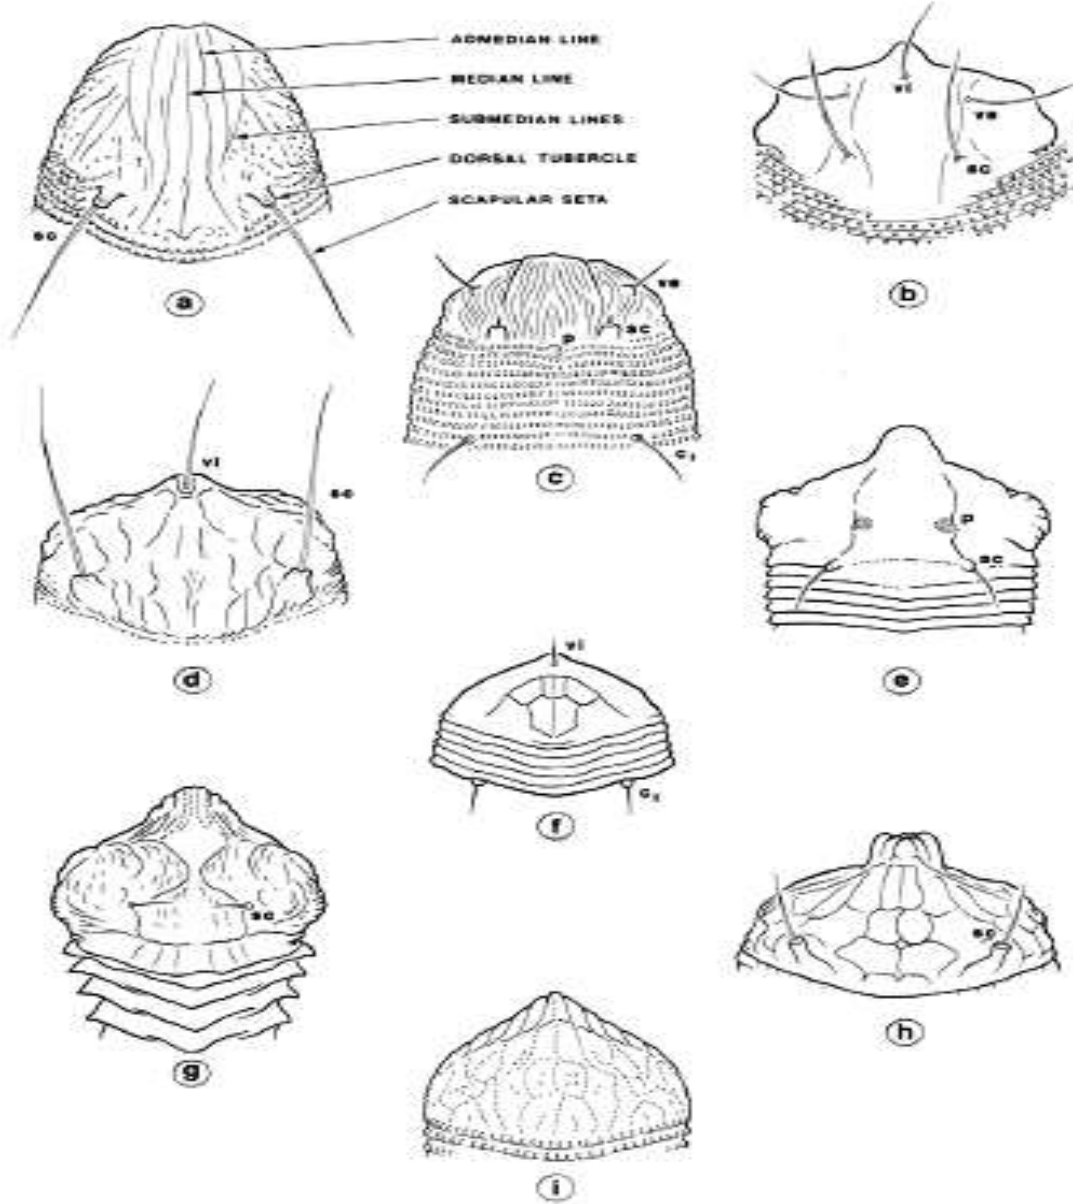 ADMEDIAN LINE
MEDIAN LINE
SUBMEDIAN LINES
DORSAL TUBERCLE
SCAPULAR SETA
sc
a
vi
ve
sc
b
ve
sc
P
c
vi
sc
d
P
sc
e
vi
f
sc
g
sc
h
i